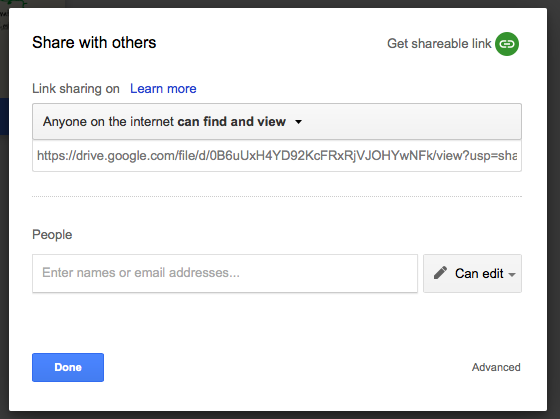 Share with others
Get shareable link
Link sharing on Learn more
Anyone on the internet can find and view
https://drive.google.com/file/d/0B6uUxH4YD92KcFRxRjVJOHYwNFk/view?usp=sha
People
Enter names or email addresses...
Can edit
Done
Advanced